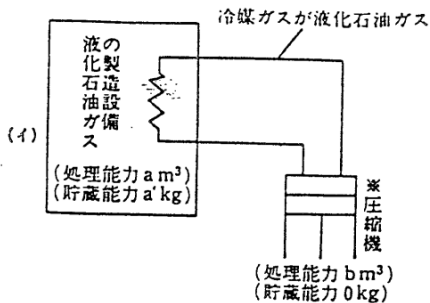 冷媒ガスが液化石油ガス
液化石油ガス
の製造設備
(イ)
(処理能力 a m³)
(貯蔵能力 a' kg)
※圧縮機
(処理能力 b m³)
(貯蔵能力 0 kg)